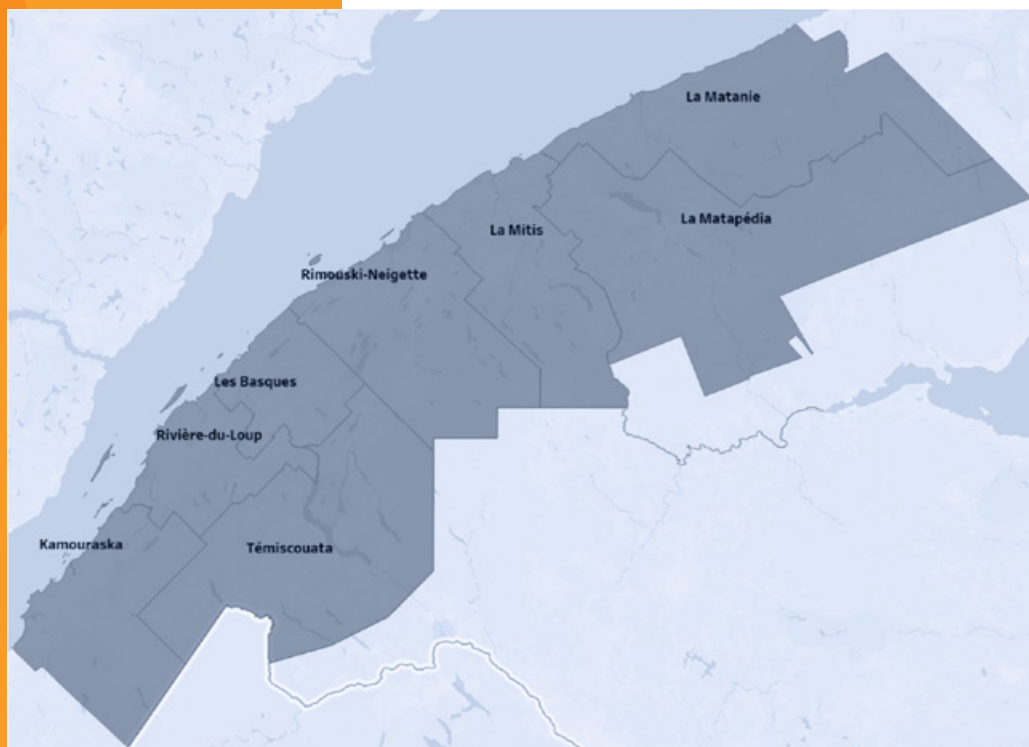 La Matanie
La Matapédia
La Mitis
Rimouski-Neigette
Les Basques
Rivière-du-Loup
Kamouraska
Témiscouata